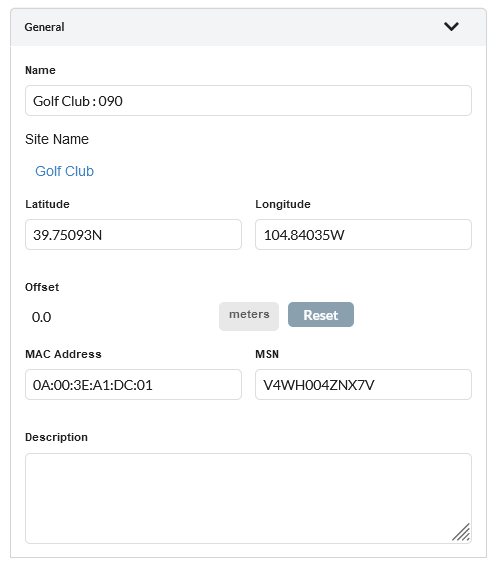 General
Name
Golf Club : 090
Site Name
Golf Club
Latitude
Longitude
39.75093N
104.84035W
Offset
0.0
meters
Reset
MAC Address
MSN
0A:00:3E:A1:DC:01
V4WH004ZNX7V
Description